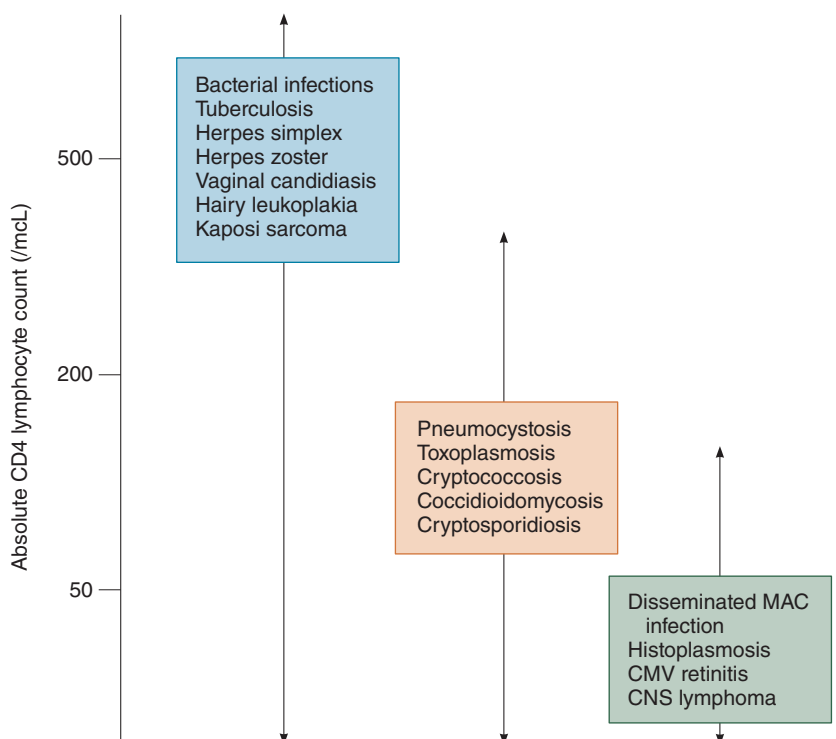 Absolute CD4 lymphocyte count (/mcL)
500
200
50
Bacterial infections
Tuberculosis
Herpes simplex
Herpes zoster
Vaginal candidiasis
Hairy leukoplakia
Kaposi sarcoma
Pneumocystosis
Toxoplasmosis
Cryptococcosis
Coccidioidomycosis
Cryptosporidiosis
Disseminated MAC
infection
Histoplasmosis
CMV retinitis
CNS lymphoma